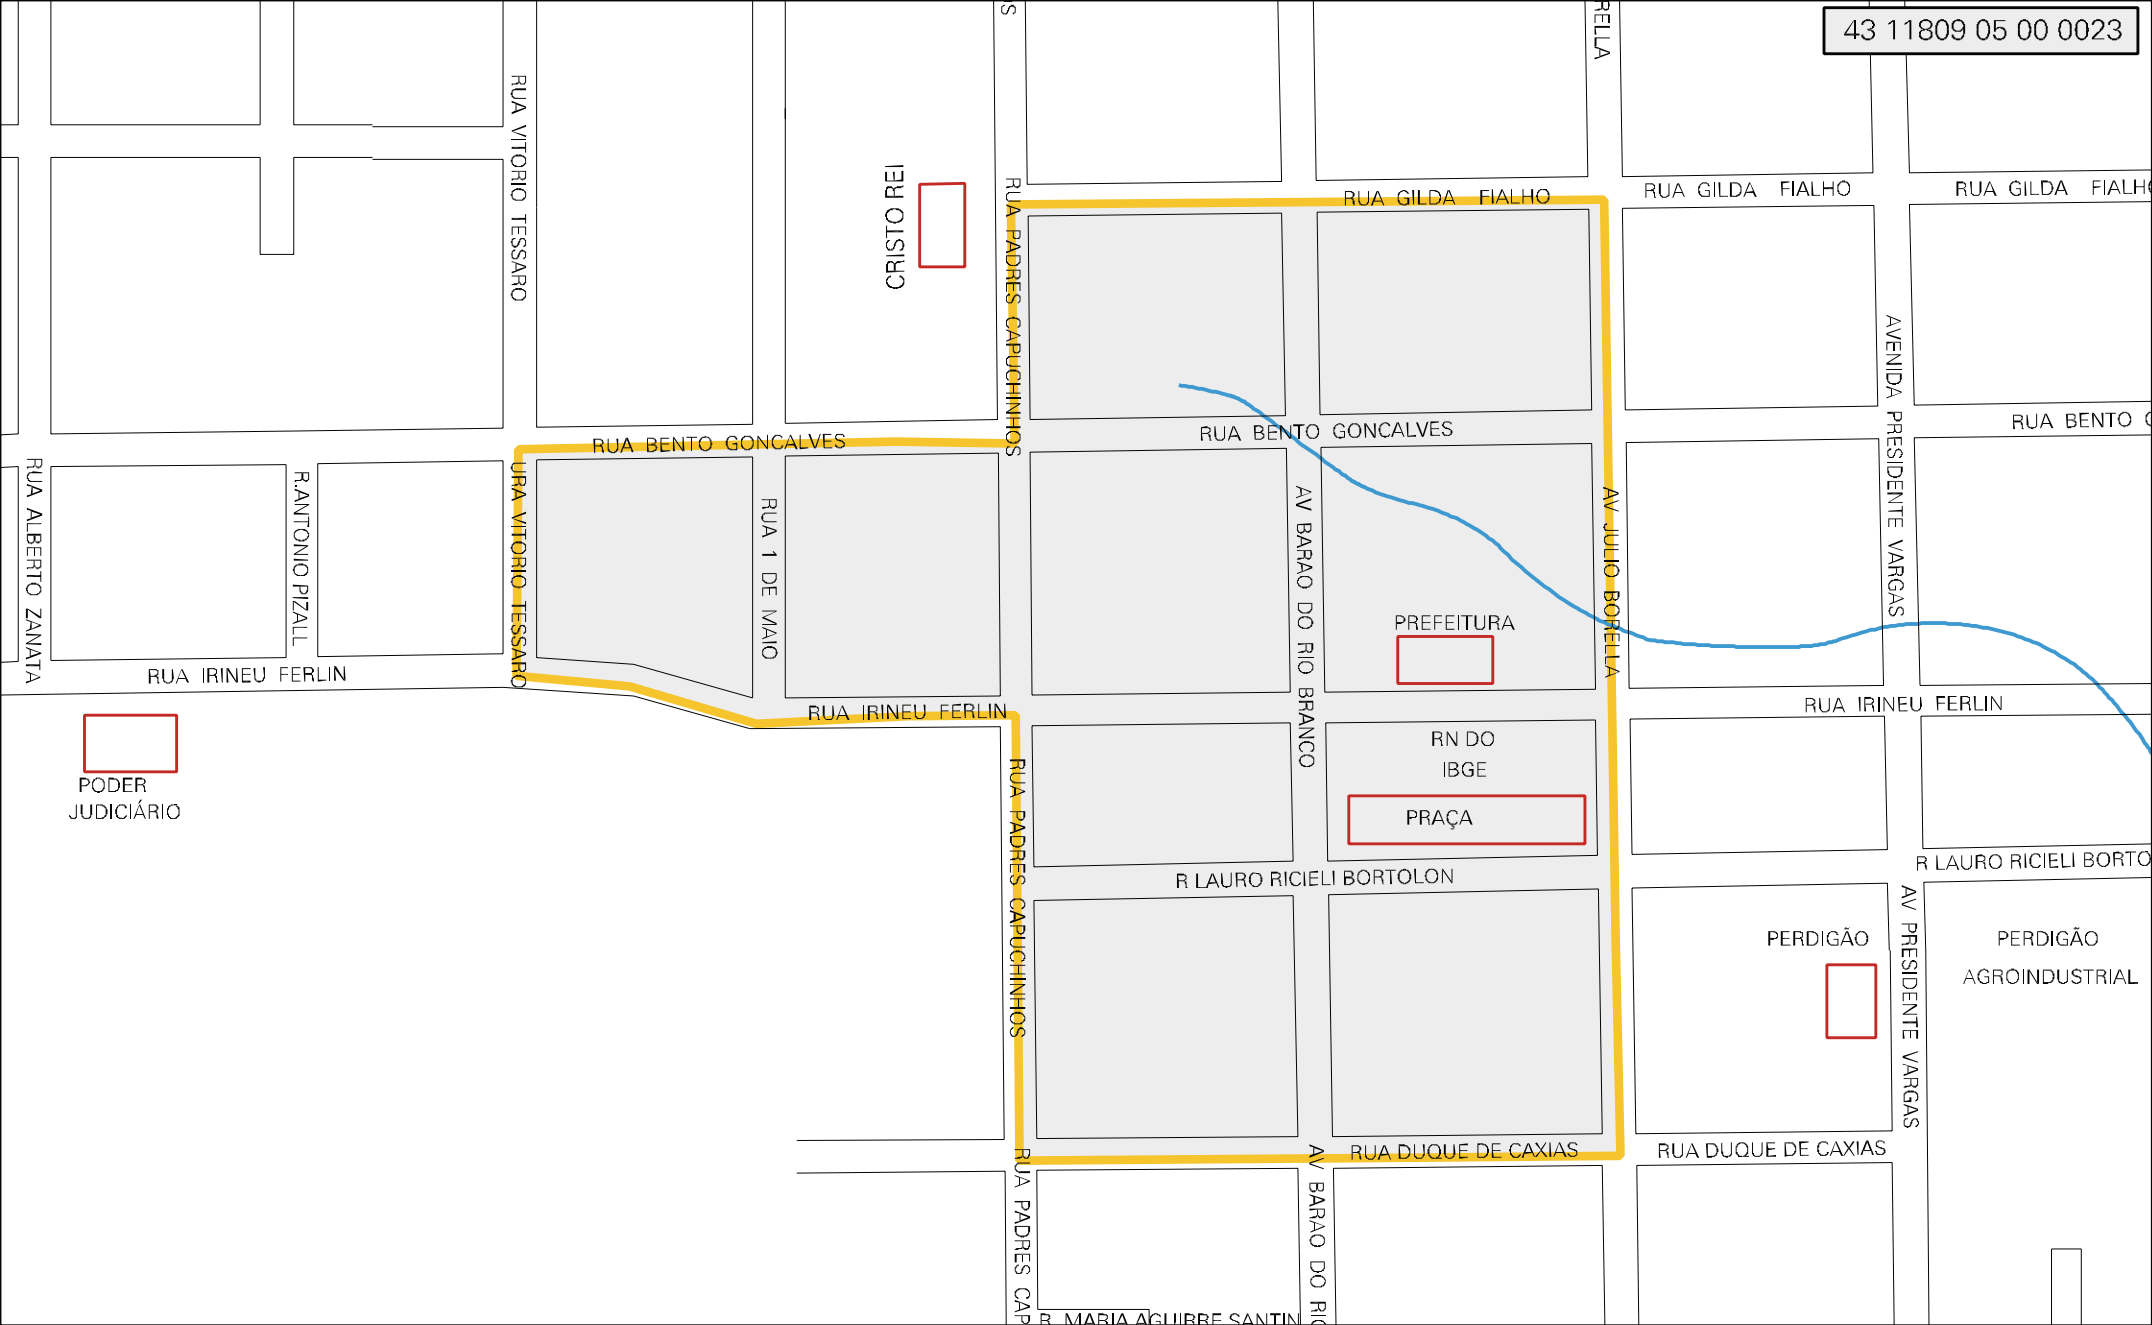 43 11809 05 00 0023
RELLA
RUA VITORIO TESSARO
CRISTO REI
RUA PADRES CAPUCHINHOS
RUA GILDA FIALHO
RUA GILDA FIALHO
RUA GILDA FIALH
AVENIDA PRESIDENTE VARGAS
RUA BENTO GONCALVES
RUA BENTO GONCALVES
RUA BENTO
RUA ALBERTO ZANATA
R.ANTONIO PIZALL
URA VITORIO TESSARO
RUA 1 DE MAIO
AV BARAO DO RIO BRANCO
AV JULIO BORELLA
PREFEITURA
RUA IRINEU FERLIN
RUA IRINEU FERLIN
RUA IRINEU FERLIN
RN DO
IBGE
PODER
JUDICIÁRIO
PRAÇA
RUA PADRES CAPUCHINHOS
R LAURO RICIELI BORTOLON
R LAURO RICIELI BORTO
AV PRESIDENTE VARGAS
PERDIGÃO
PERDIGÃO
AGROINDUSTRIAL
RUA DUQUE DE CAXIAS
RUA DUQUE DE CAXIAS
RUA PADRES CAP
AV BARAO DO RIO
R. MARIA AGUIRRE SANTIN